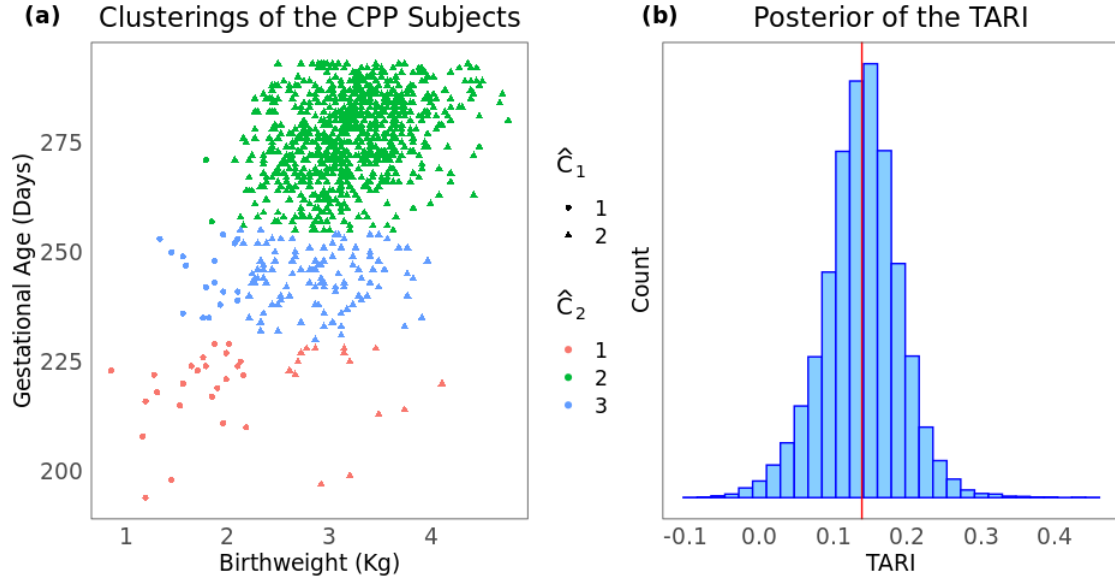 (a) Clusterings of the CPP Subjects
Gestational Age (Days)
275
250
225
200
1 2 3 4
Birthweight (Kg)
Ĉ₁
1
2
Ĉ₂
1
2
3
(b) Posterior of the TARI
Count
-0.1 0.0 0.1 0.2 0.3 0.4
TARI